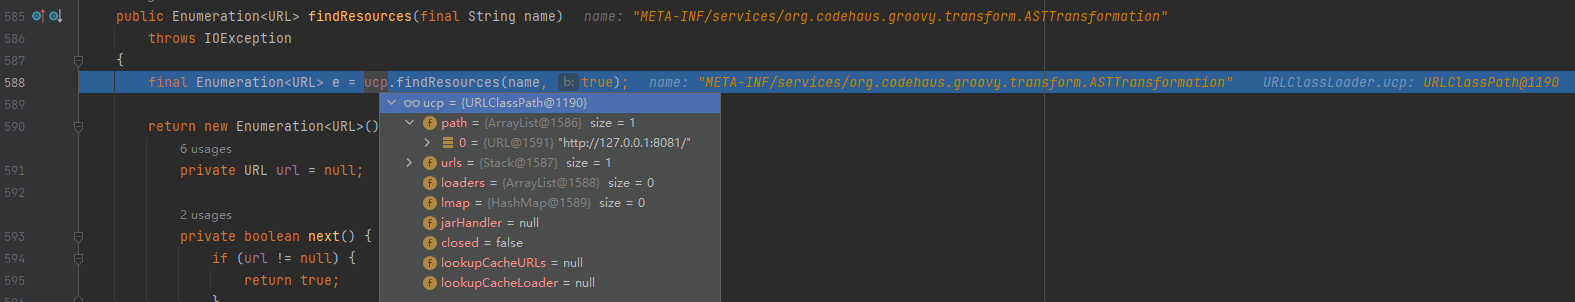 585 public Enumeration<URL> findResources(final String name) name: "META-INF/services/org.codehaus.groovy.transform.ASTTransformation"
586 throws IOException
587 {
588 final Enumeration<URL> e = ucp.findResources(name, b: true); name: "META-INF/services/org.codehaus.groovy.transform.ASTTransformation" URLClassLoader.ucp: URLClassPath@1190
589 ucp = {URLClassPath@1190}
f path = {ArrayList@1586} size = 1
590 return new Enumeration<URL>()
0 = {URL@1591} "http://127.0.0.1:8081/"
6 usages
f urls = {Stack@1587} size = 1
591 private URL url = null;
f loaders = {ArrayList@1588} size = 0
592
f lmap = {HashMap@1589} size = 0
2 usages
f jarHandler = null
593 private boolean next() {
f closed = false
594 if (url != null) {
f lookupCacheURLs = null
595 return true;
f lookupCacheLoader = null
}